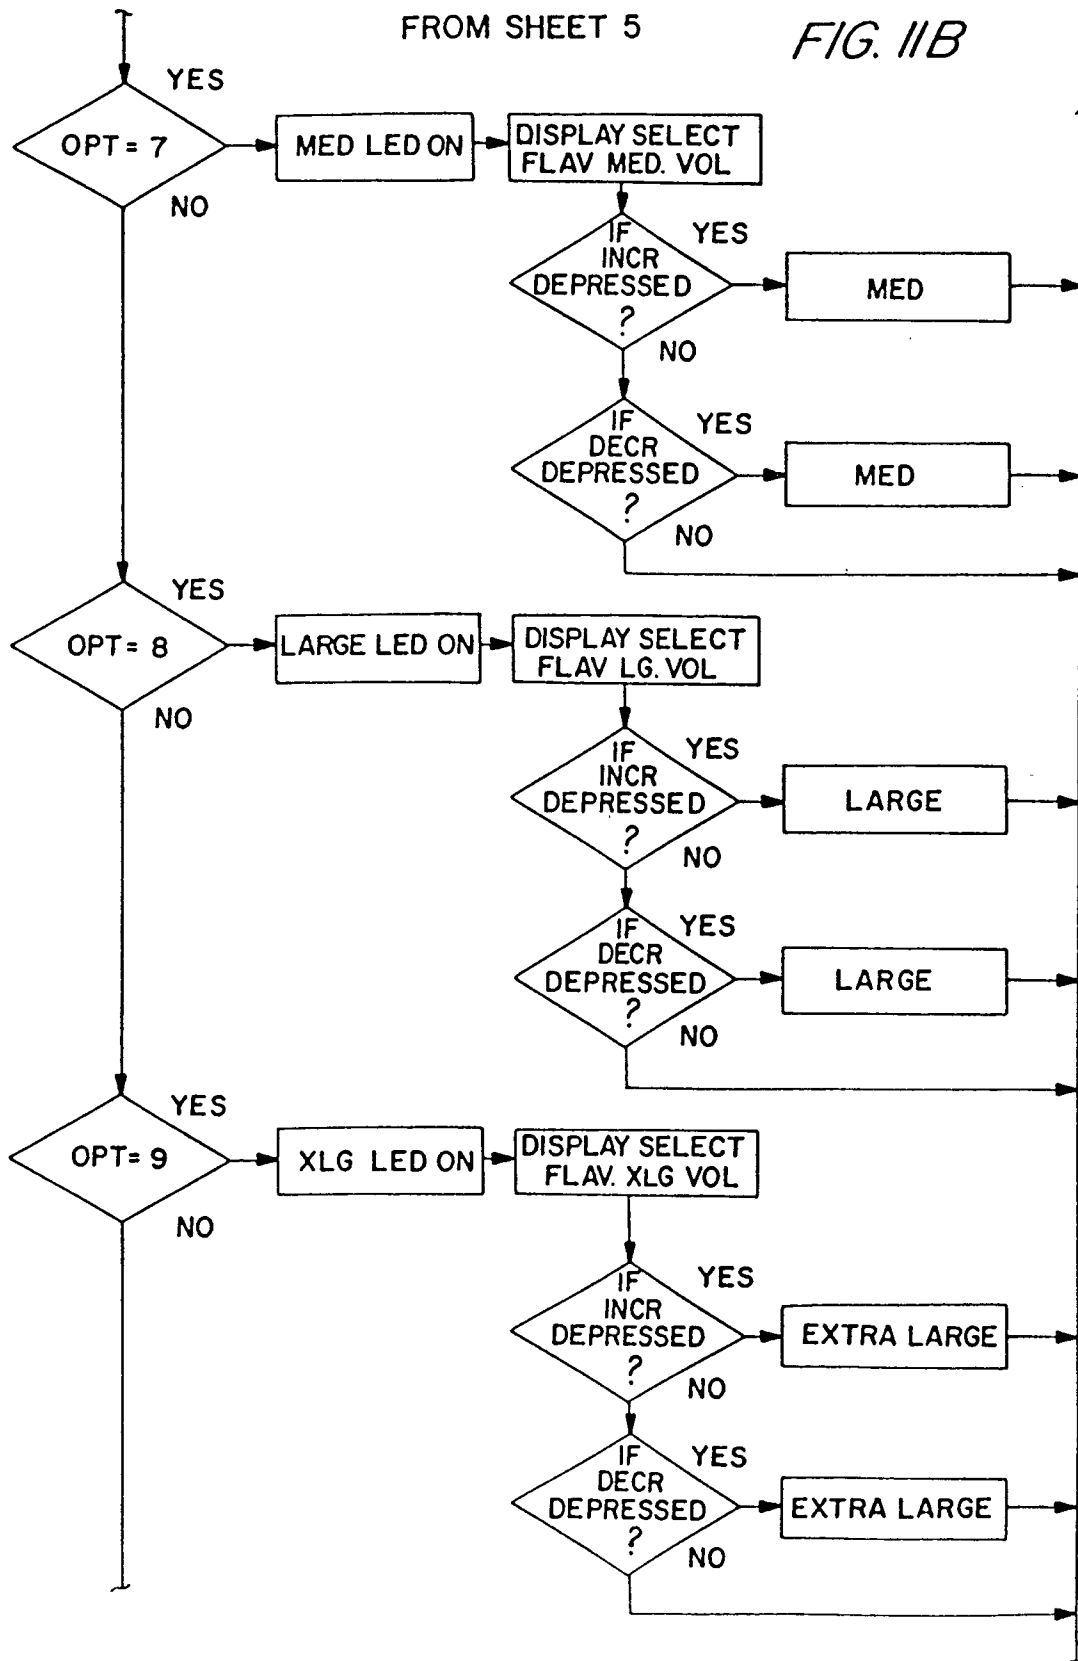 FROM SHEET 5
FIG. 11B
YES
OPT = 7
NO
MED LED ON
DISPLAY SELECT
FLAV MED. VOL
IF
INCR
DEPRESSED
?
YES
NO
MED
IF
DECR
DEPRESSED
?
YES
NO
MED
YES
OPT = 8
NO
LARGE LED ON
DISPLAY SELECT
FLAV LG. VOL
IF
INCR
DEPRESSED
?
YES
NO
LARGE
IF
DECR
DEPRESSED
?
YES
NO
LARGE
YES
OPT= 9
NO
XLG LED ON
DISPLAY SELECT
FLAV. XLG VOL
IF
INCR
DEPRESSED
?
YES
NO
EXTRA LARGE
IF
DECR
DEPRESSED
?
YES
NO
EXTRA LARGE